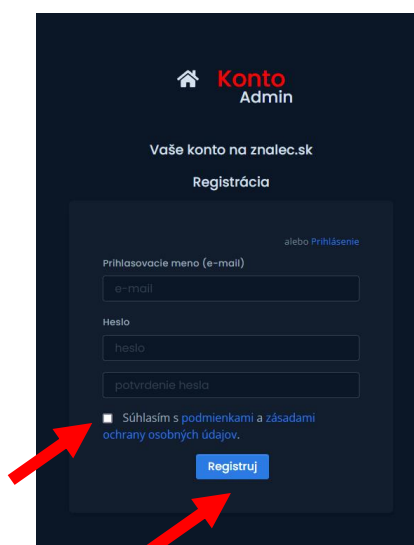 Konto
Admin
Vaše konto na znalec.sk
Registrácia
alebo Prihlásenie
Prihlasovacie meno (e-mail)
e-mail
Heslo
heslo
potvrdenie hesla
Súhlasím s podmienkami a zásadami
ochrany osobných údajov.
Registruj